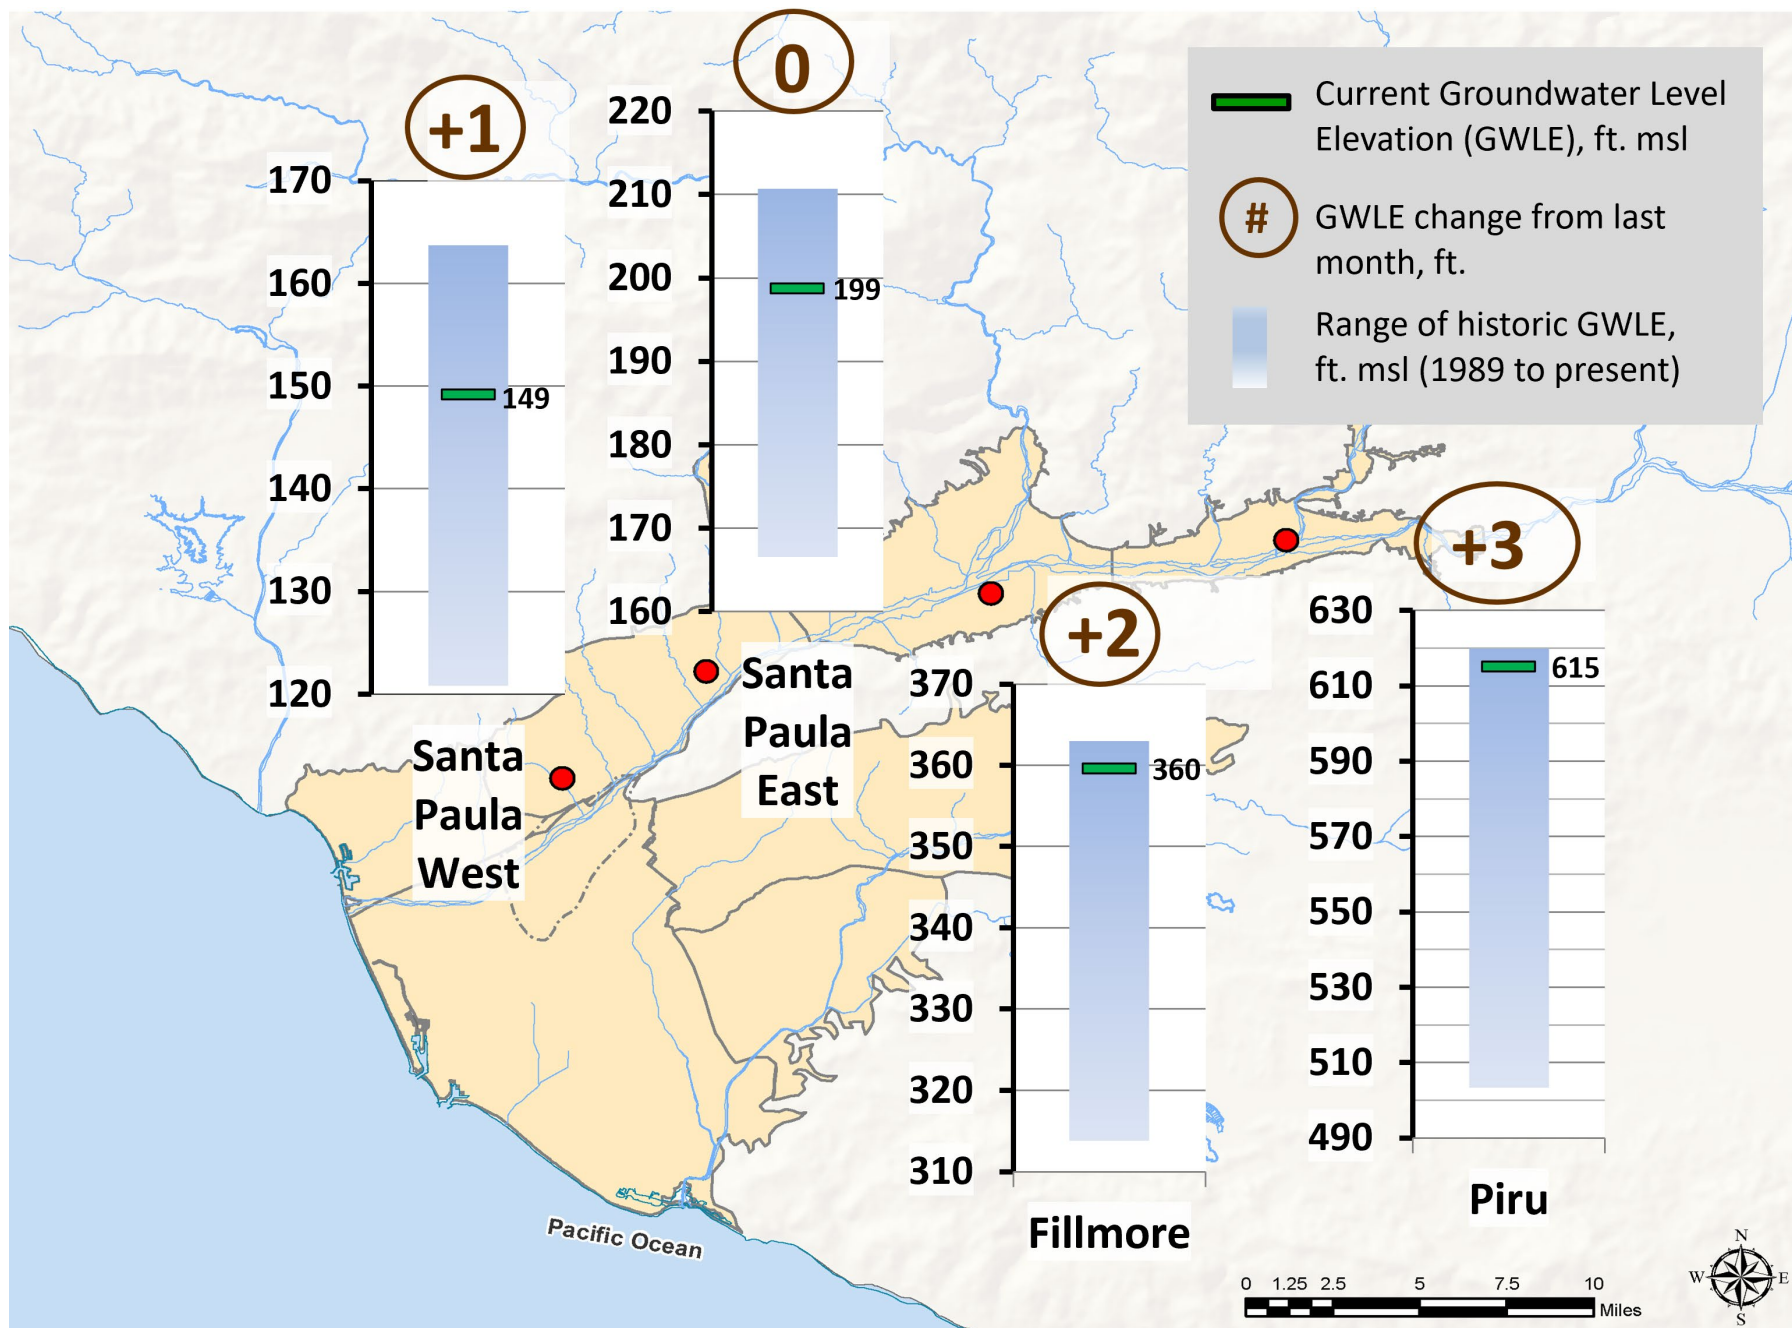 +1
170
160
150
140
130
120
149
Santa
Paula
West
0
220
210
200
190
180
170
160
199
Santa
Paula
East
Current Groundwater Level
Elevation (GWLE), ft. msl
#
GWLE change from last
month, ft.
Range of historic GWLE,
ft. msl (1989 to present)
+2
370
360
350
340
330
320
310
360
Fillmore
+3
630
610
590
570
550
530
510
490
615
Piru
Pacific Ocean
N
W
E
S
0 1.25 2.5 5 7.5 10
Miles